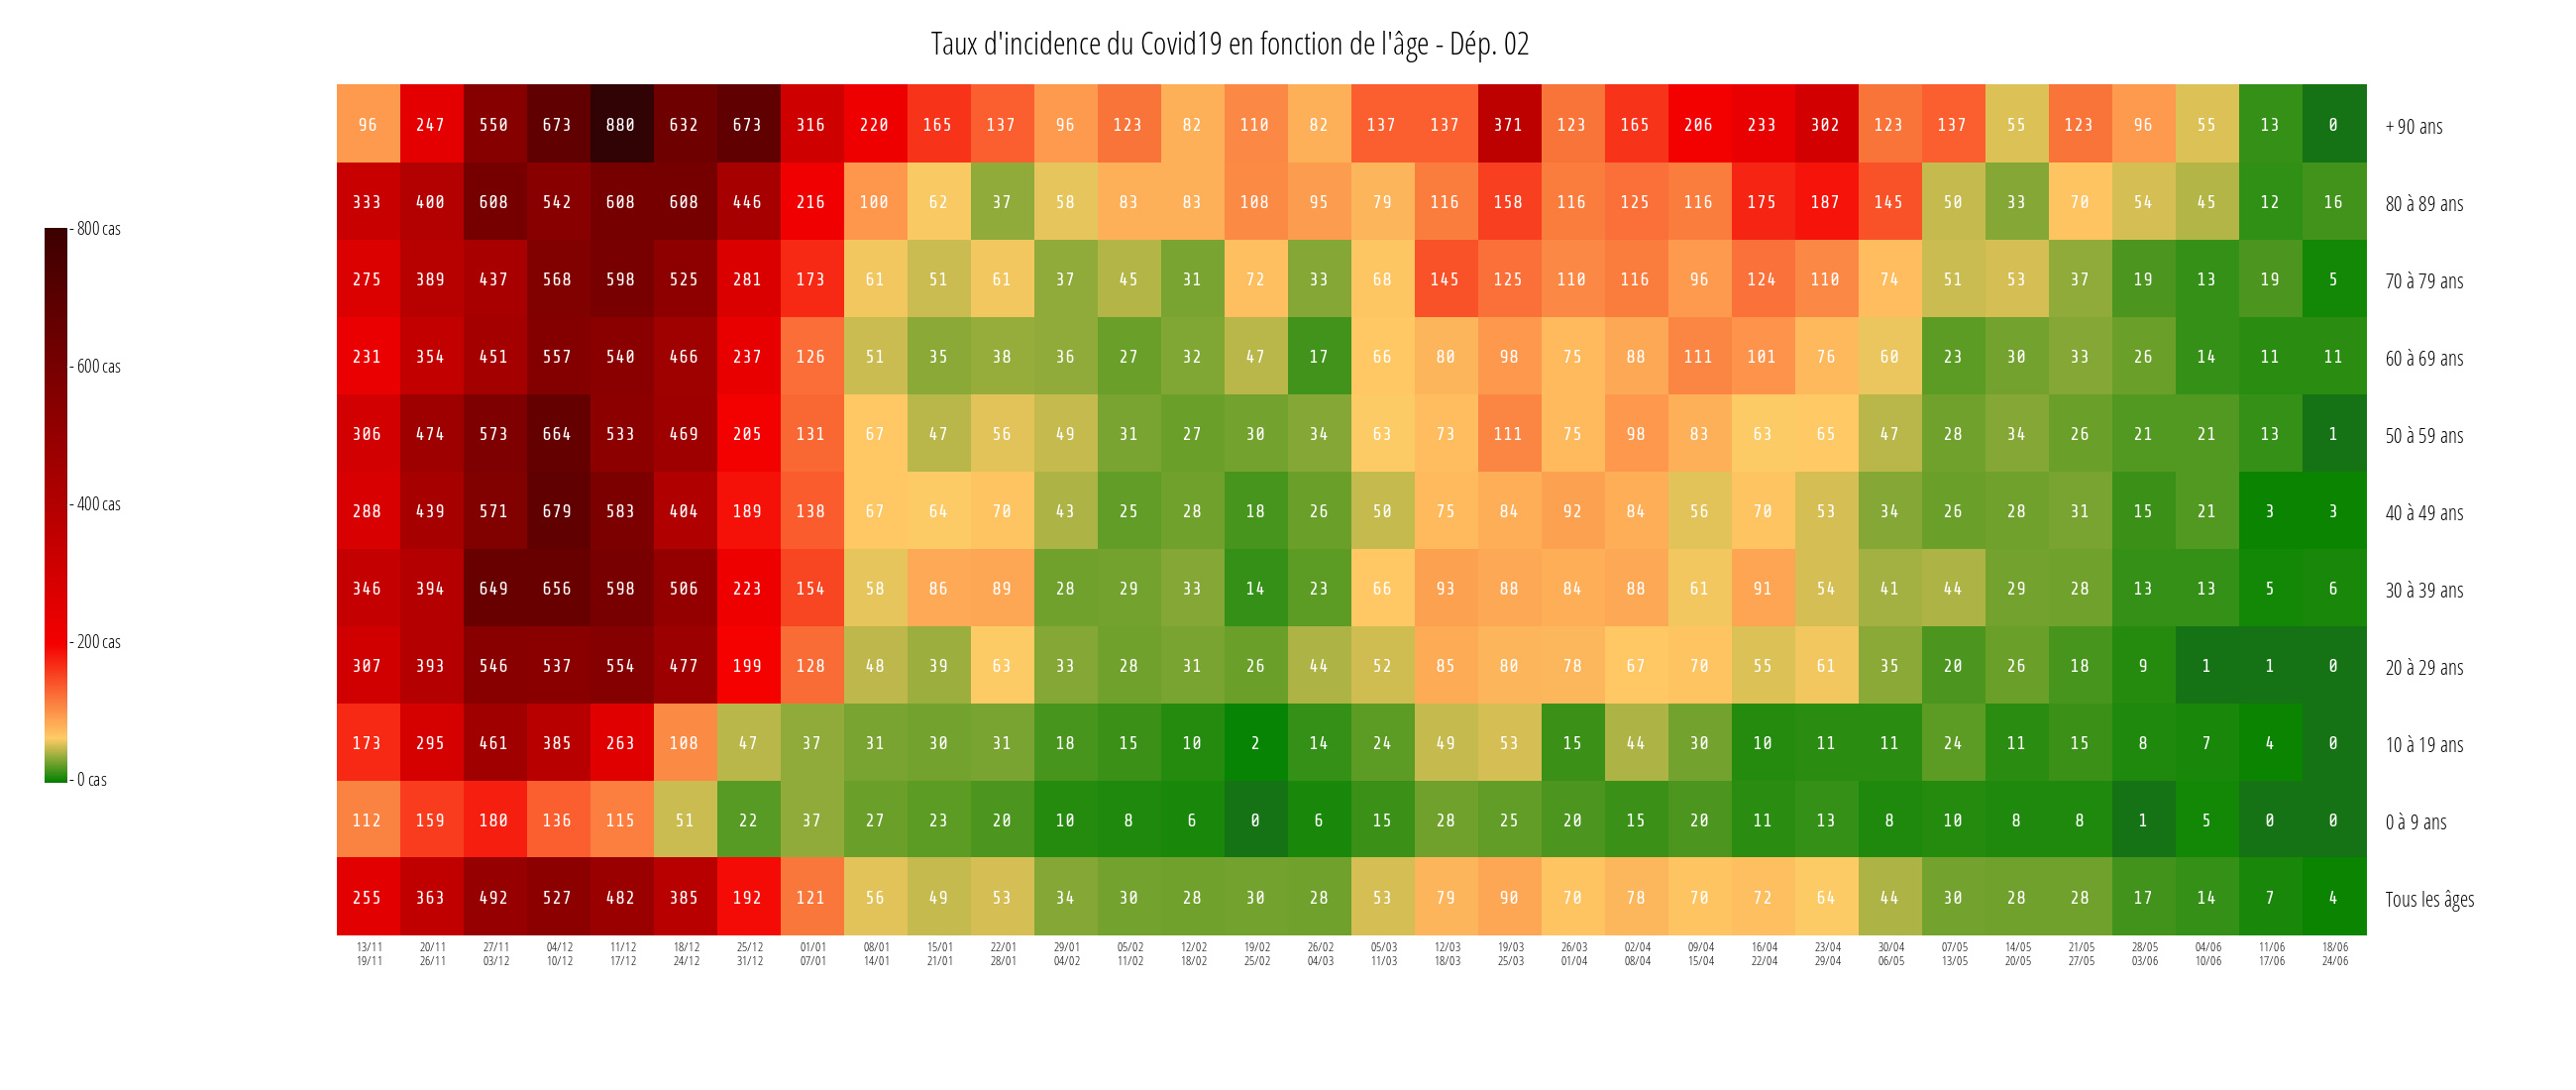 Taux d'incidence du Covid19 en fonction de l'âge - Dép. 02
96 247 550 673 880 632 673 316 220 165 137 96 123 82 110 82 137 137 371 123 165 206 233 302 123 137 55 123 96 55 13 0 + 90 ans
333 400 608 542 608 608 446 216 100 62 37 58 83 83 108 95 79 116 158 116 125 116 175 187 145 50 33 70 54 45 12 16 80 à 89 ans
- 800 cas
275 389 437 568 598 525 281 173 61 51 61 37 45 31 72 33 68 145 125 110 116 96 124 110 74 51 53 37 19 13 19 5 70 à 79 ans
231 354 451 557 540 466 237 126 51 35 38 36 27 32 47 17 66 80 98 75 88 111 101 76 60 23 30 33 26 14 11 11 60 à 69 ans
- 600 cas
306 474 573 664 533 469 205 131 67 47 56 49 31 27 30 34 63 73 111 75 98 83 63 65 47 28 34 26 21 21 13 1 50 à 59 ans
- 400 cas
288 439 571 679 583 404 189 138 67 64 70 43 25 28 18 26 50 75 84 92 84 56 70 53 34 26 28 31 15 21 3 3 40 à 49 ans
346 394 649 656 598 506 223 154 58 86 89 28 29 33 14 23 66 93 88 84 88 61 91 54 41 44 29 28 13 13 5 6 30 à 39 ans
- 200 cas
307 393 546 537 554 477 199 128 48 39 63 33 28 31 26 44 52 85 80 78 67 70 55 61 35 20 26 18 9 1 1 0 20 à 29 ans
173 295 461 385 263 108 47 37 31 30 31 18 15 10 2 14 24 49 53 15 44 30 10 11 11 24 11 15 8 7 4 0 10 à 19 ans
- 0 cas
112 159 180 136 115 51 22 37 27 23 20 10 8 6 0 6 15 28 25 20 15 20 11 13 8 10 8 8 1 5 0 0 0 à 9 ans
255 363 492 527 482 385 192 121 56 49 53 34 30 28 30 28 53 79 90 70 78 70 72 64 44 30 28 28 17 14 7 4 Tous les âges
13/11 20/11 27/11 04/12 11/12 18/12 25/12 01/01 08/01 15/01 22/01 29/01 05/02 12/02 19/02 26/02 05/03 12/03 19/03 26/03 02/04 09/04 16/04 23/04 30/04 07/05 14/05 21/05 28/05 04/06 11/06 18/06
19/11 26/11 03/12 10/12 17/12 24/12 31/12 07/01 14/01 21/01 28/01 04/02 11/02 18/02 25/02 04/03 11/03 18/03 25/03 01/04 08/04 15/04 22/04 29/04 06/05 13/05 20/05 27/05 03/06 10/06 17/06 24/06